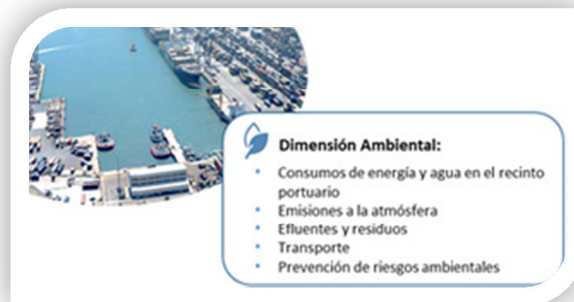 Dimensión Ambiental:
• Consumos de energía y agua en el recinto
portuario
• Emisiones a la atmósfera
• Efluentes y residuos
• Transporte
• Prevención de riesgos ambientales